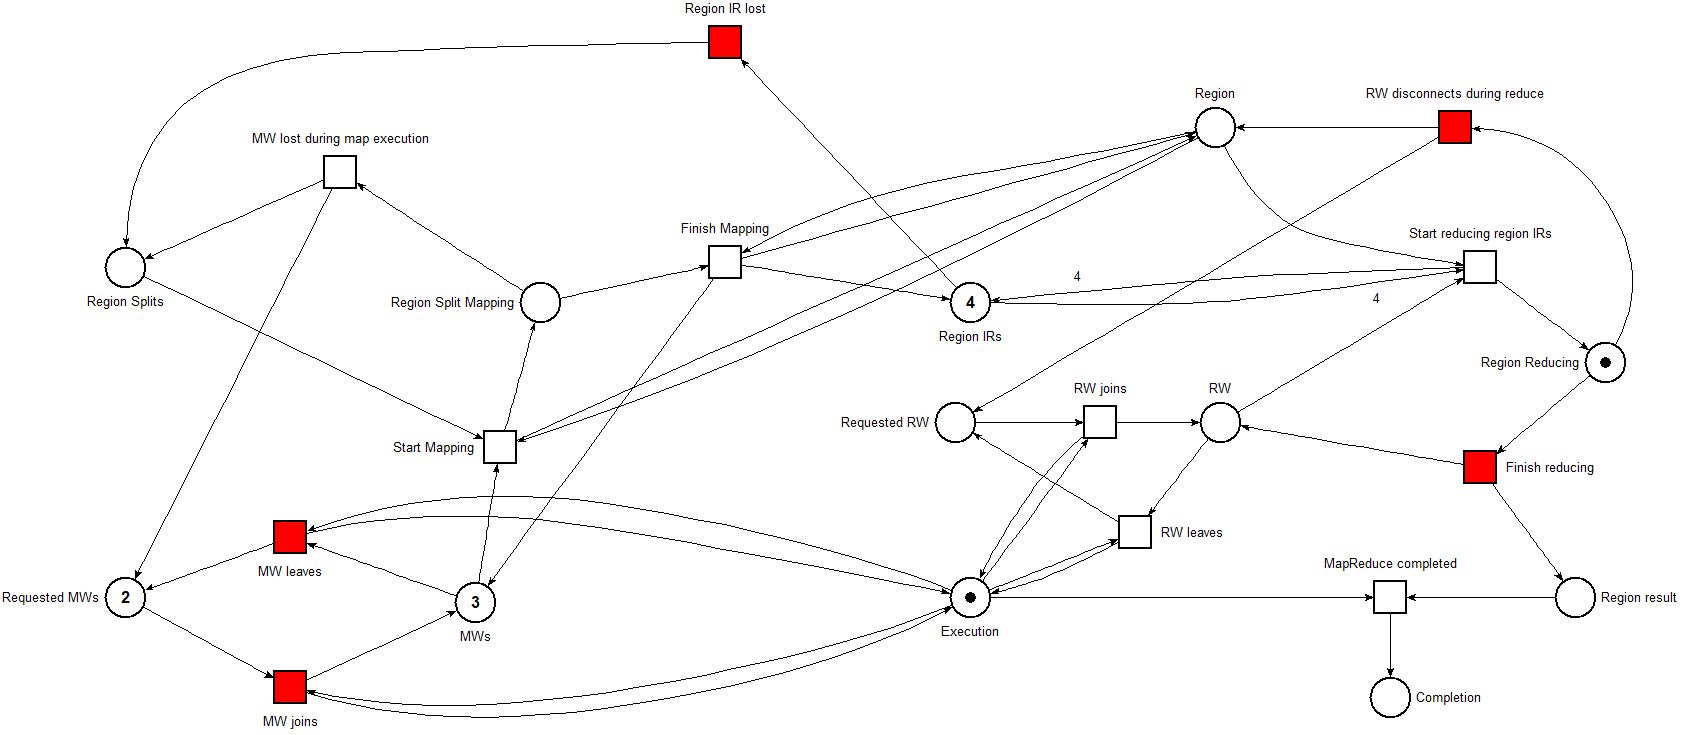 Region IR lost
Region
RW disconnects during reduce
MW lost during map execution
Finish Mapping
Start reducing region IRs
4
4
Region Splits
Region Split Mapping
4
Region IRs
Region Reducing
RW joins
RW
Requested RW
Start Mapping
Finish reducing
RW leaves
MW leaves
MapReduce completed
Requested MWs
2
3
MWs
Execution
Region result
MW joins
Completion